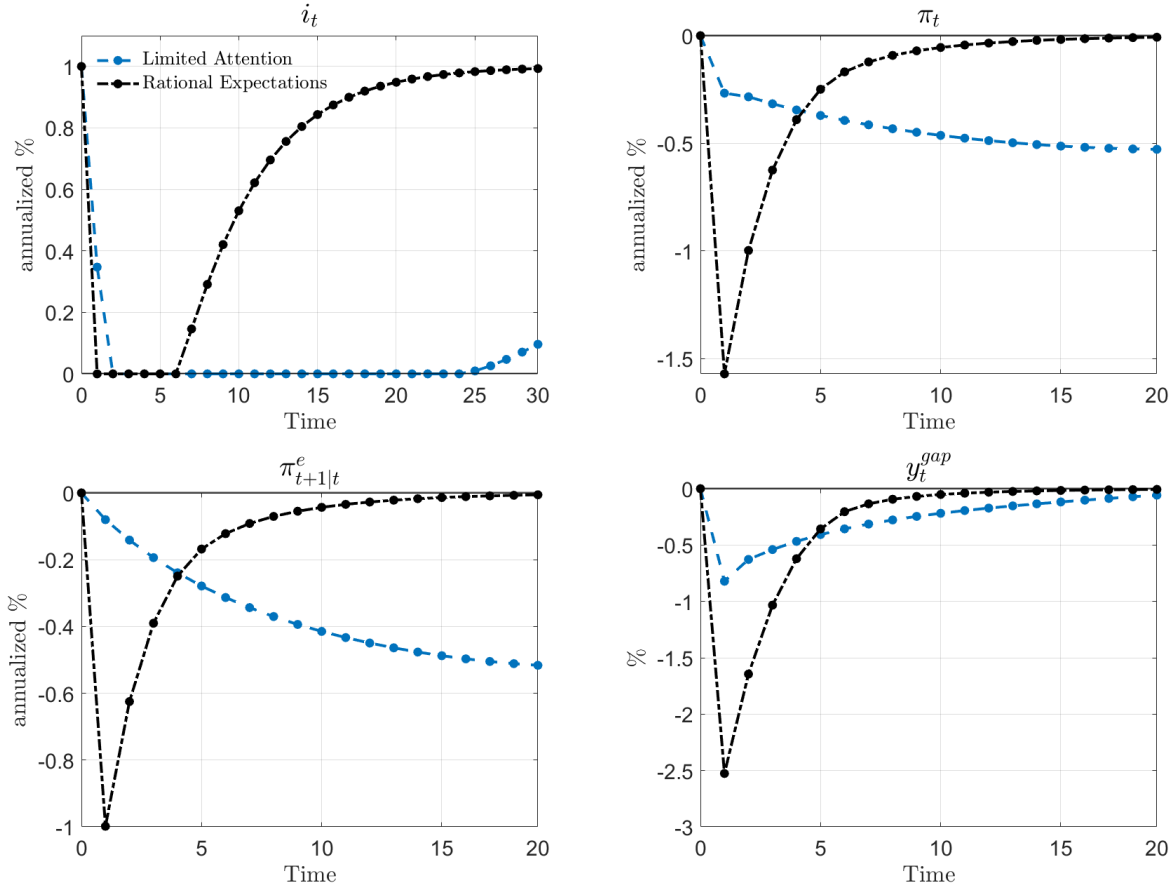 i_t
1
0.8
0.6
0.4
0.2
0
annualized %
Limited Attention
Rational Expectations
0 5 10 15 20 25 30
Time
π_t
0
-0.5
-1
-1.5
annualized %
0 5 10 15 20
Time
π^e_{t+1|t}
0
-0.2
-0.4
-0.6
-0.8
-1
annualized %
0 5 10 15 20
Time
y_t^{gap}
0
-0.5
-1
-1.5
-2
-2.5
-3
%
0 5 10 15 20
Time